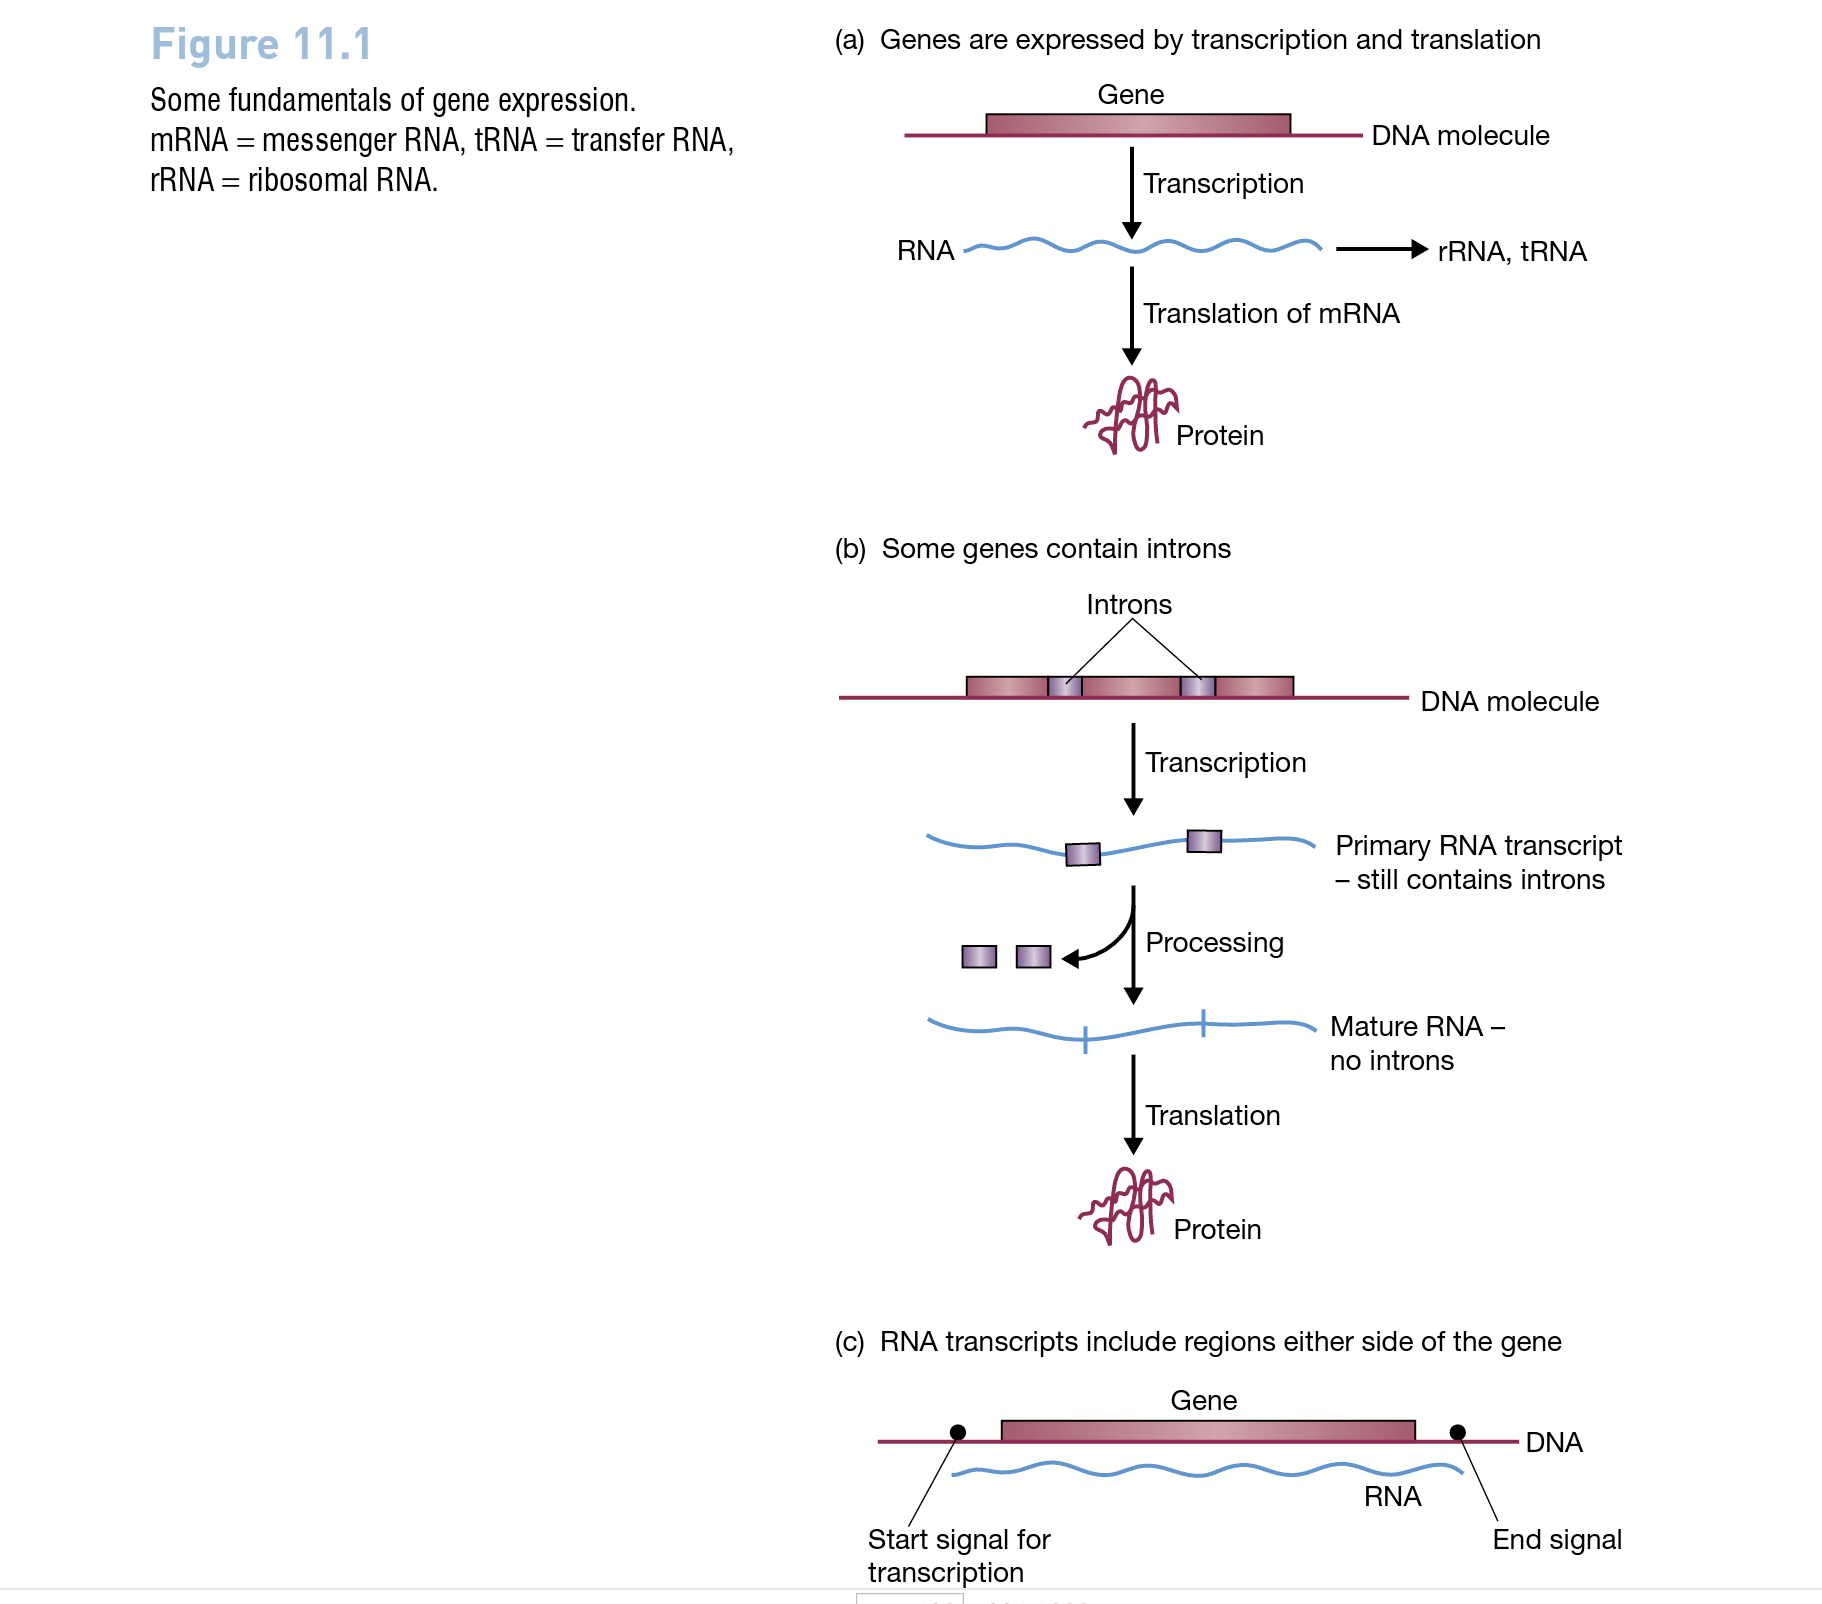 Figure 11.1
Some fundamentals of gene expression.
mRNA = messenger RNA, tRNA = transfer RNA,
rRNA = ribosomal RNA.
(a) Genes are expressed by transcription and translation
Gene
DNA molecule
Transcription
RNA
rRNA, tRNA
Translation of mRNA
Protein
(b) Some genes contain introns
Introns
DNA molecule
Transcription
Primary RNA transcript
– still contains introns
Processing
Mature RNA –
no introns
Translation
Protein
(c) RNA transcripts include regions either side of the gene
Gene
DNA
RNA
Start signal for
transcription
End signal